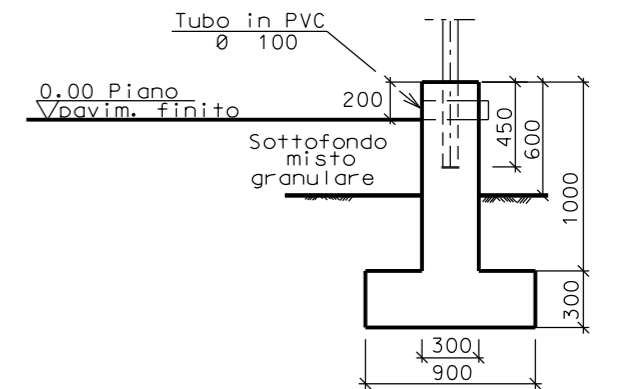 Tubo in PVC
Ø 100
0.00 Piano
pavim. finito
200
450
600
Sottofondo
misto
granulare
1000
300
300
900